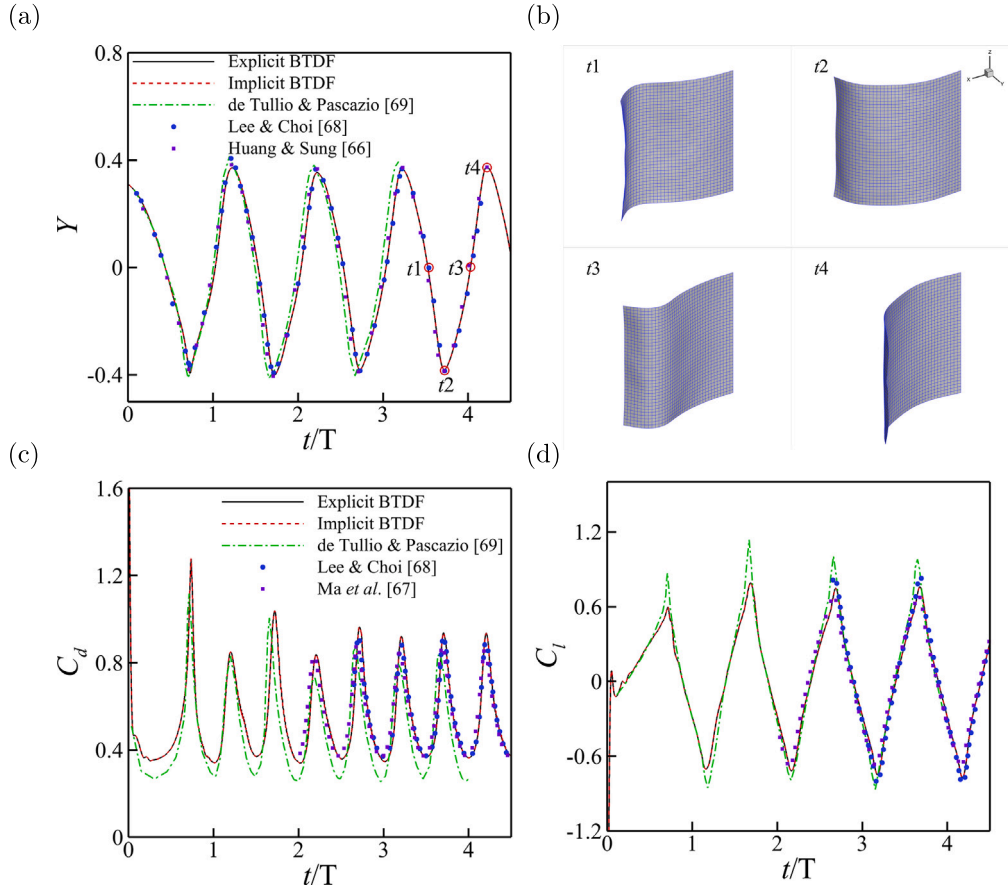 (a)
0.8
0.4
0
-0.4
Y
Explicit BTDF
Implicit BTDF
de Tullio & Pascazio [69]
Lee & Choi [68]
Huang & Sung [66]
t1
t2
t3
t4
0 1 2 3 4
t/T
(b)
t1
t2
Z
X
Y
t3
t4
(c)
1.6
1.2
0.8
0.4
0
C_d
Explicit BTDF
Implicit BTDF
de Tullio & Pascazio [69]
Lee & Choi [68]
Ma et al. [67]
0 1 2 3 4
t/T
(d)
1.2
0.6
0
-0.6
-1.2
C_l
0 1 2 3 4
t/T